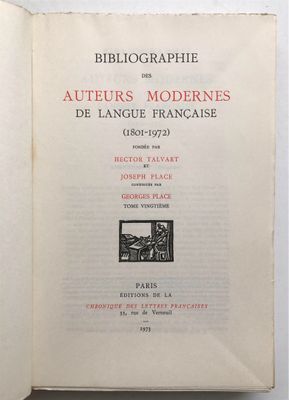 BIBLIOGRAPHIE
DES
AUTEURS MODERNES
DE LANGUE FRANÇAISE
(1801-1972)
FONDÉE PAR
HECTOR TALVART
ET
JOSEPH PLACE
CONTINUÉE PAR
GEORGES PLACE
TOME VINGTIÈME
PARIS
ÉDITIONS DE LA
CHRONIQUE DES LETTRES FRANÇAISES
35, rue de Verneuil
—
1975